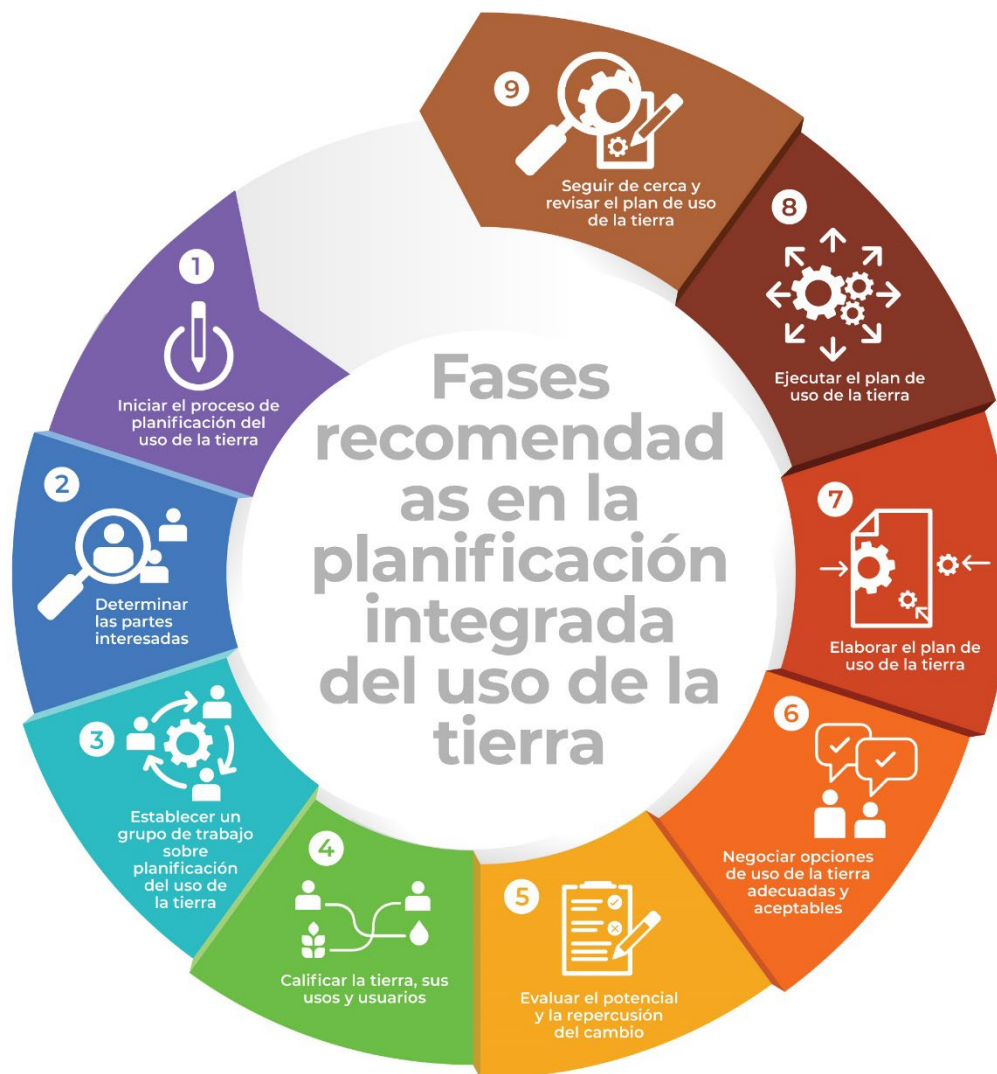 Fases
recomendad
as en la
planificación
integrada
del uso de la
tierra
1
Iniciar el proceso de
planificación del
uso de la tierra
2
Determinar
las partes
interesadas
3
Establecer un
grupo de trabajo
sobre
planificación
del uso de
la tierra
4
Calificar la tierra, sus
usos y usuarios
5
Evaluar el potencial
y la repercusión
del cambio
6
Negociar opciones
de uso de la tierra
adecuadas y
aceptables
7
Elaborar el plan de
uso de la tierra
8
Ejecutar el plan de
uso de la tierra
9
Seguir de cerca y
revisar el plan de uso
de la tierra